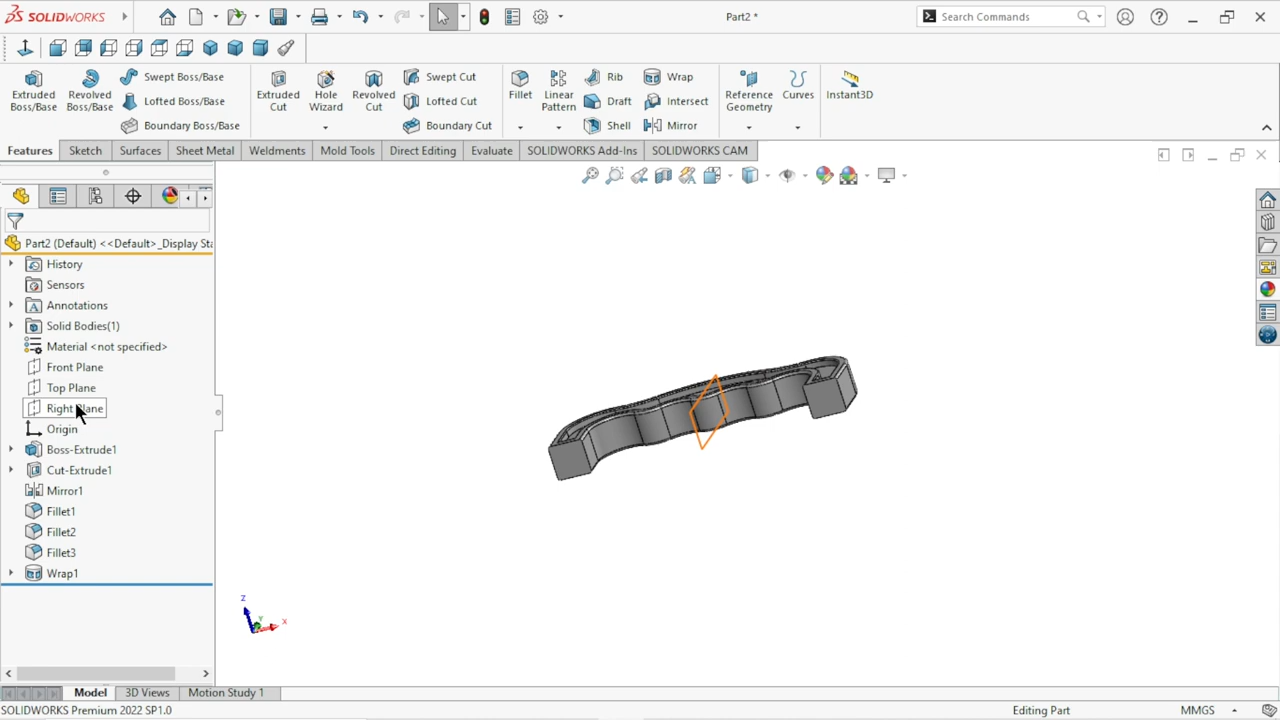 SOLIDWORKS
Part2 *
Search Commands
Extruded Boss/Base
Revolved Boss/Base
Swept Boss/Base
Lofted Boss/Base
Boundary Boss/Base
Extruded Cut
Hole Wizard
Revolved Cut
Swept Cut
Lofted Cut
Boundary Cut
Fillet
Linear Pattern
Rib
Draft
Shell
Wrap
Intersect
Mirror
Reference Geometry
Curves
Instant3D
Features
Sketch
Surfaces
Sheet Metal
Weldments
Mold Tools
Direct Editing
Evaluate
SOLIDWORKS Add-Ins
SOLIDWORKS CAM
Part2 (Default) <<Default>_Display Sta
History
Sensors
Annotations
Solid Bodies(1)
Material <not specified>
Front Plane
Top Plane
Right Plane
Origin
Boss-Extrude1
Cut-Extrude1
Mirror1
Fillet1
Fillet2
Fillet3
Wrap1
Z
Y
X
Model
3D Views
Motion Study 1
SOLIDWORKS Premium 2022 SP1.0
Editing Part
MMGS